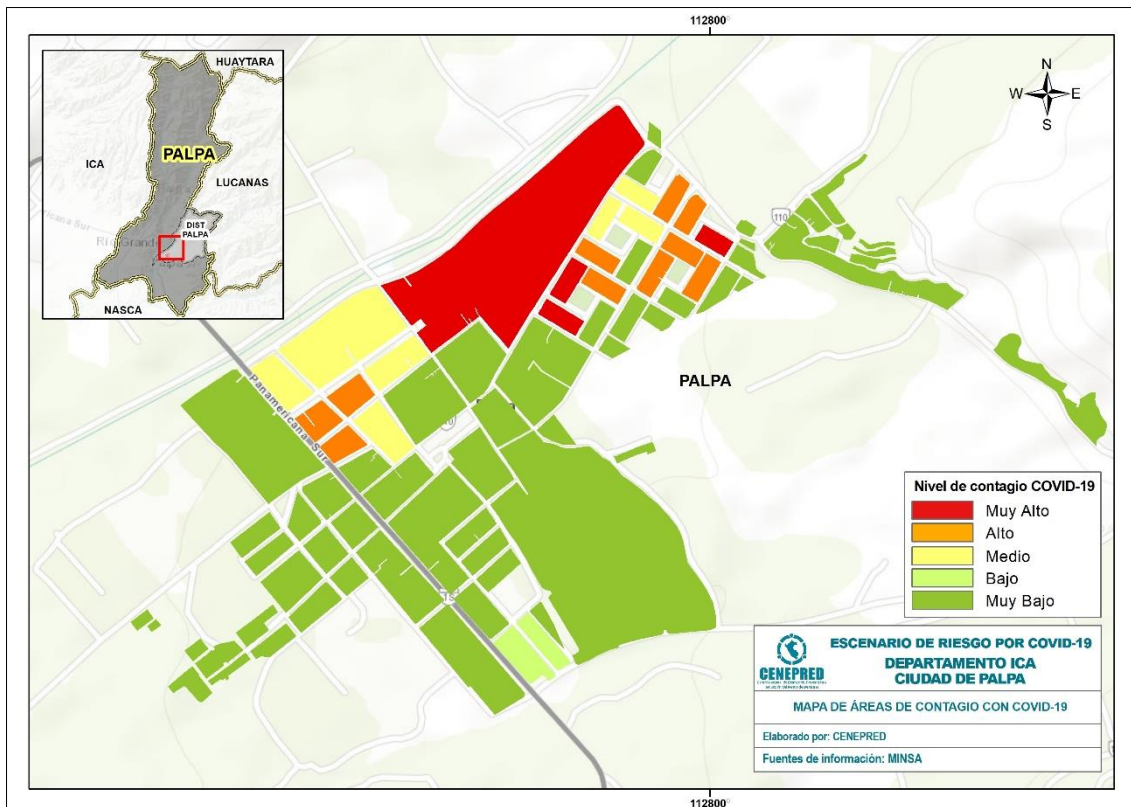 112800°
HUAYTARA
PALPA
ICA
LUCANAS
DIST
PALPA
NASCA
N
W E
S
110
Panamericana Sur
PALPA
Nivel de contagio COVID-19
Muy Alto
Alto
Medio
Bajo
Muy Bajo
CENEPRED
ESCENARIO DE RIESGO POR COVID-19
DEPARTAMENTO ICA
CIUDAD DE PALPA
MAPA DE ÁREAS DE CONTAGIO CON COVID-19
Elaborado por: CENEPRED
Fuentes de información: MINSA
112800°